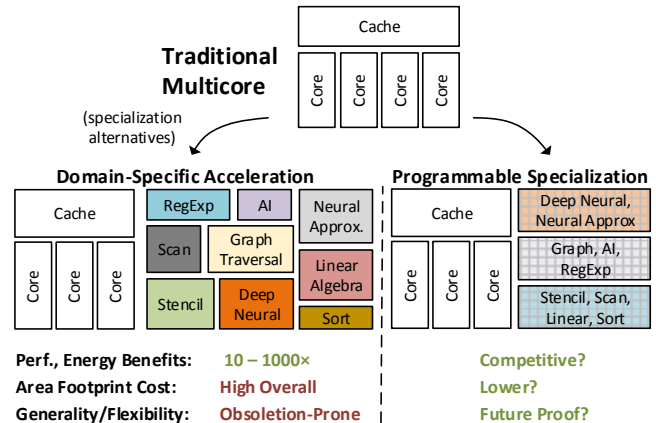 Cache
Traditional
Multicore
Core
Core
Core
Core
(specialization
alternatives)
Domain-Specific Acceleration
Cache
Core
Core
Core
RegExp
AI
Neural
Approx.
Scan
Graph
Traversal
Linear
Algebra
Stencil
Deep
Neural
Sort
Programmable Specialization
Cache
Core
Core
Core
Deep Neural,
Neural Approx
Graph, AI,
RegExp
Stencil, Scan,
Linear, Sort
Perf., Energy Benefits: 10 – 1000× Competitive?
Area Footprint Cost: High Overall Lower?
Generality/Flexibility: Obsoletion-Prone Future Proof?